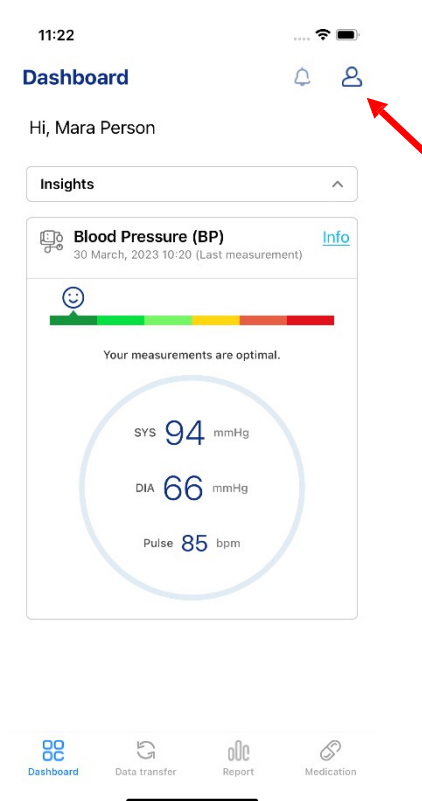 11:22
Dashboard
Hi, Mara Person
Insights
Blood Pressure (BP) Info
30 March, 2023 10:20 (Last measurement)
Your measurements are optimal.
SYS 94 mmHg
DIA 66 mmHg
Pulse 85 bpm
Dashboard Data transfer Report Medication